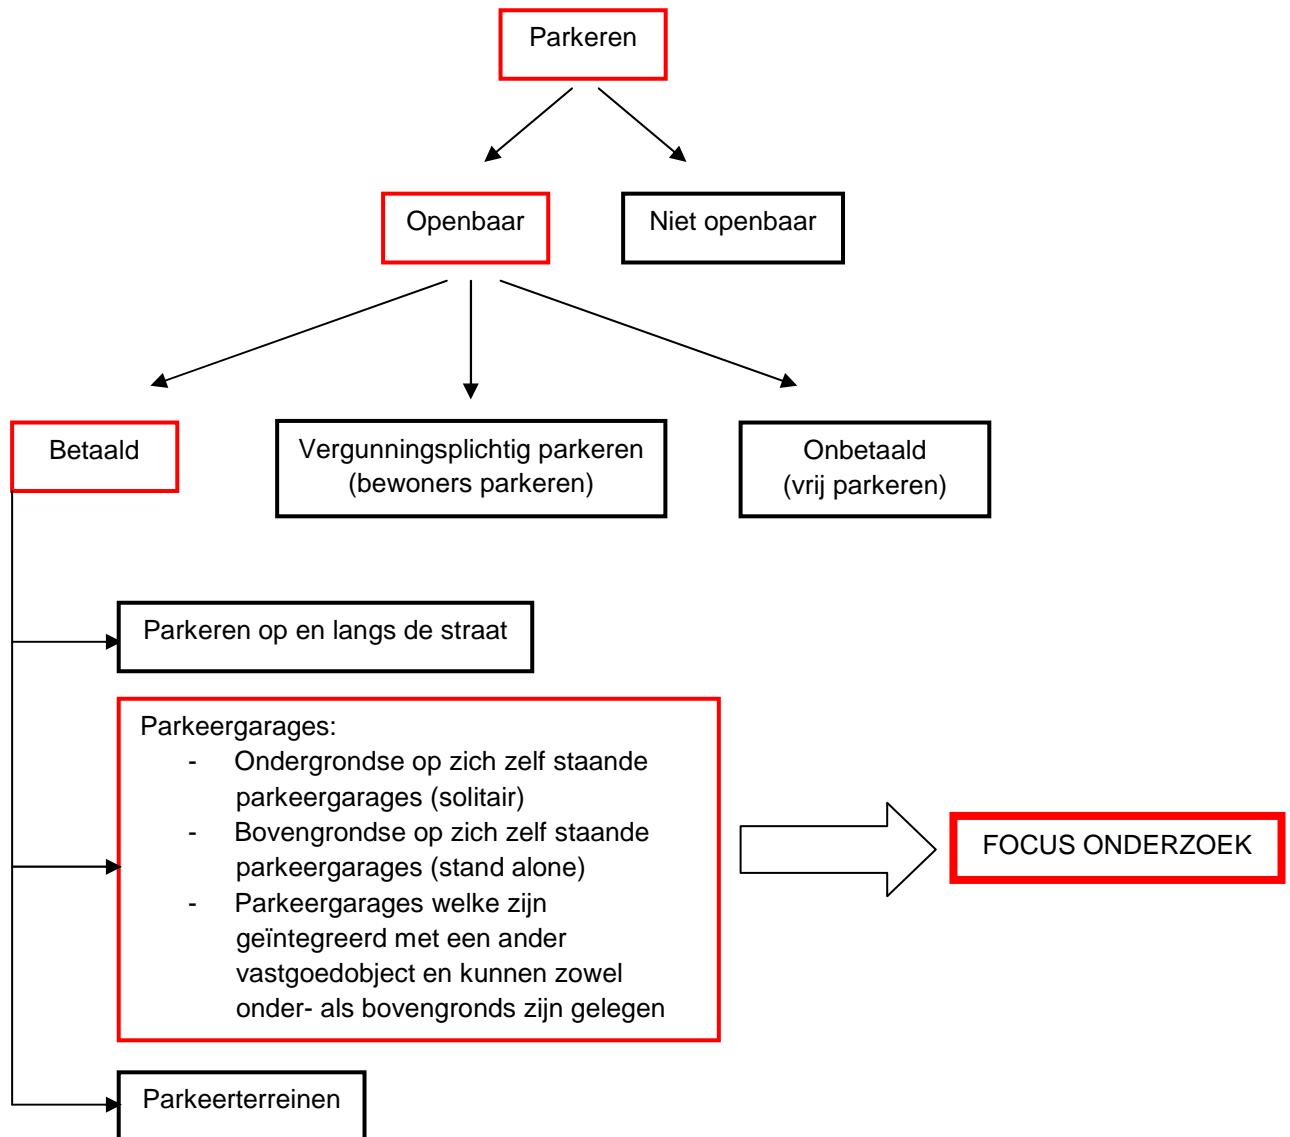 Parkeren
Openbaar
Niet openbaar
Betaald
Vergunningsplichtig parkeren
(bewoners parkeren)
Onbetaald
(vrij parkeren)
Parkeren op en langs de straat
Parkeergarages:
- Ondergrondse op zich zelf staande
parkeergarages (solitair)
- Bovengrondse op zich zelf staande
parkeergarages (stand alone)
- Parkeergarages welke zijn
geïntegreerd met een ander
vastgoedobject en kunnen zowel
onder- als bovengronds zijn gelegen
FOCUS ONDERZOEK
Parkeerterreinen